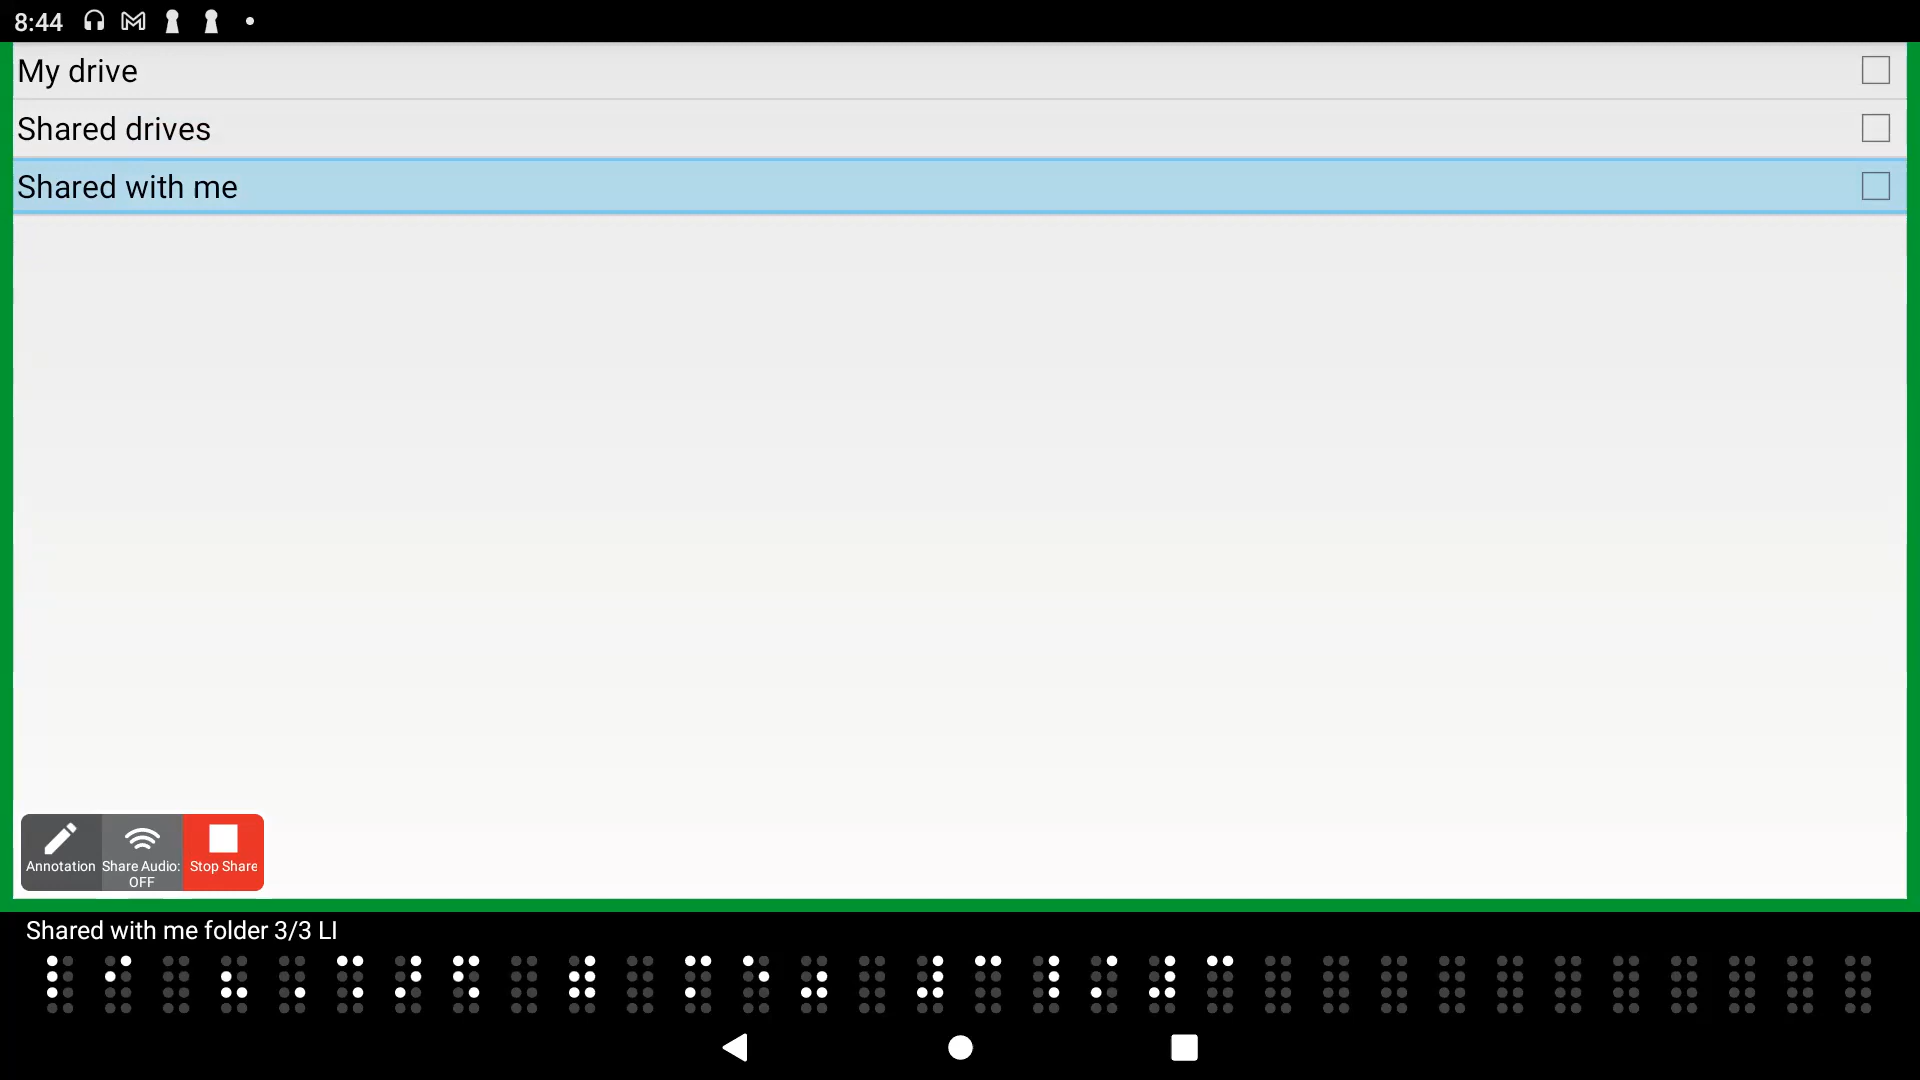 8:44
My drive
Shared drives
Shared with me
Annotation
Share Audio:
OFF
Stop Share
Shared with me folder 3/3 LI